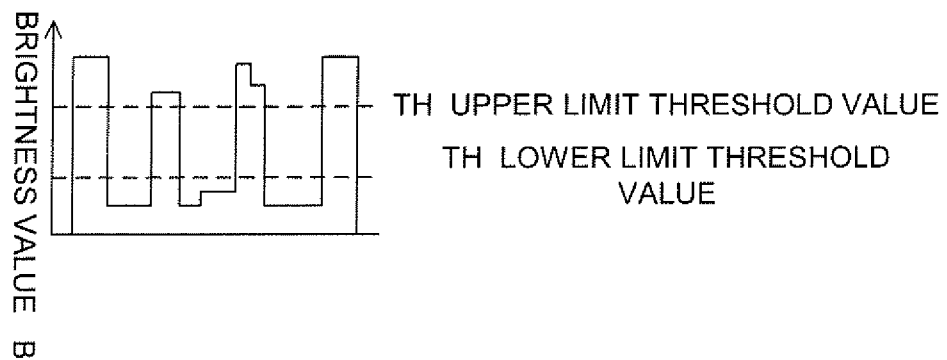 BRIGHTNESS VALUE B
TH UPPER LIMIT THRESHOLD VALUE
TH LOWER LIMIT THRESHOLD
VALUE